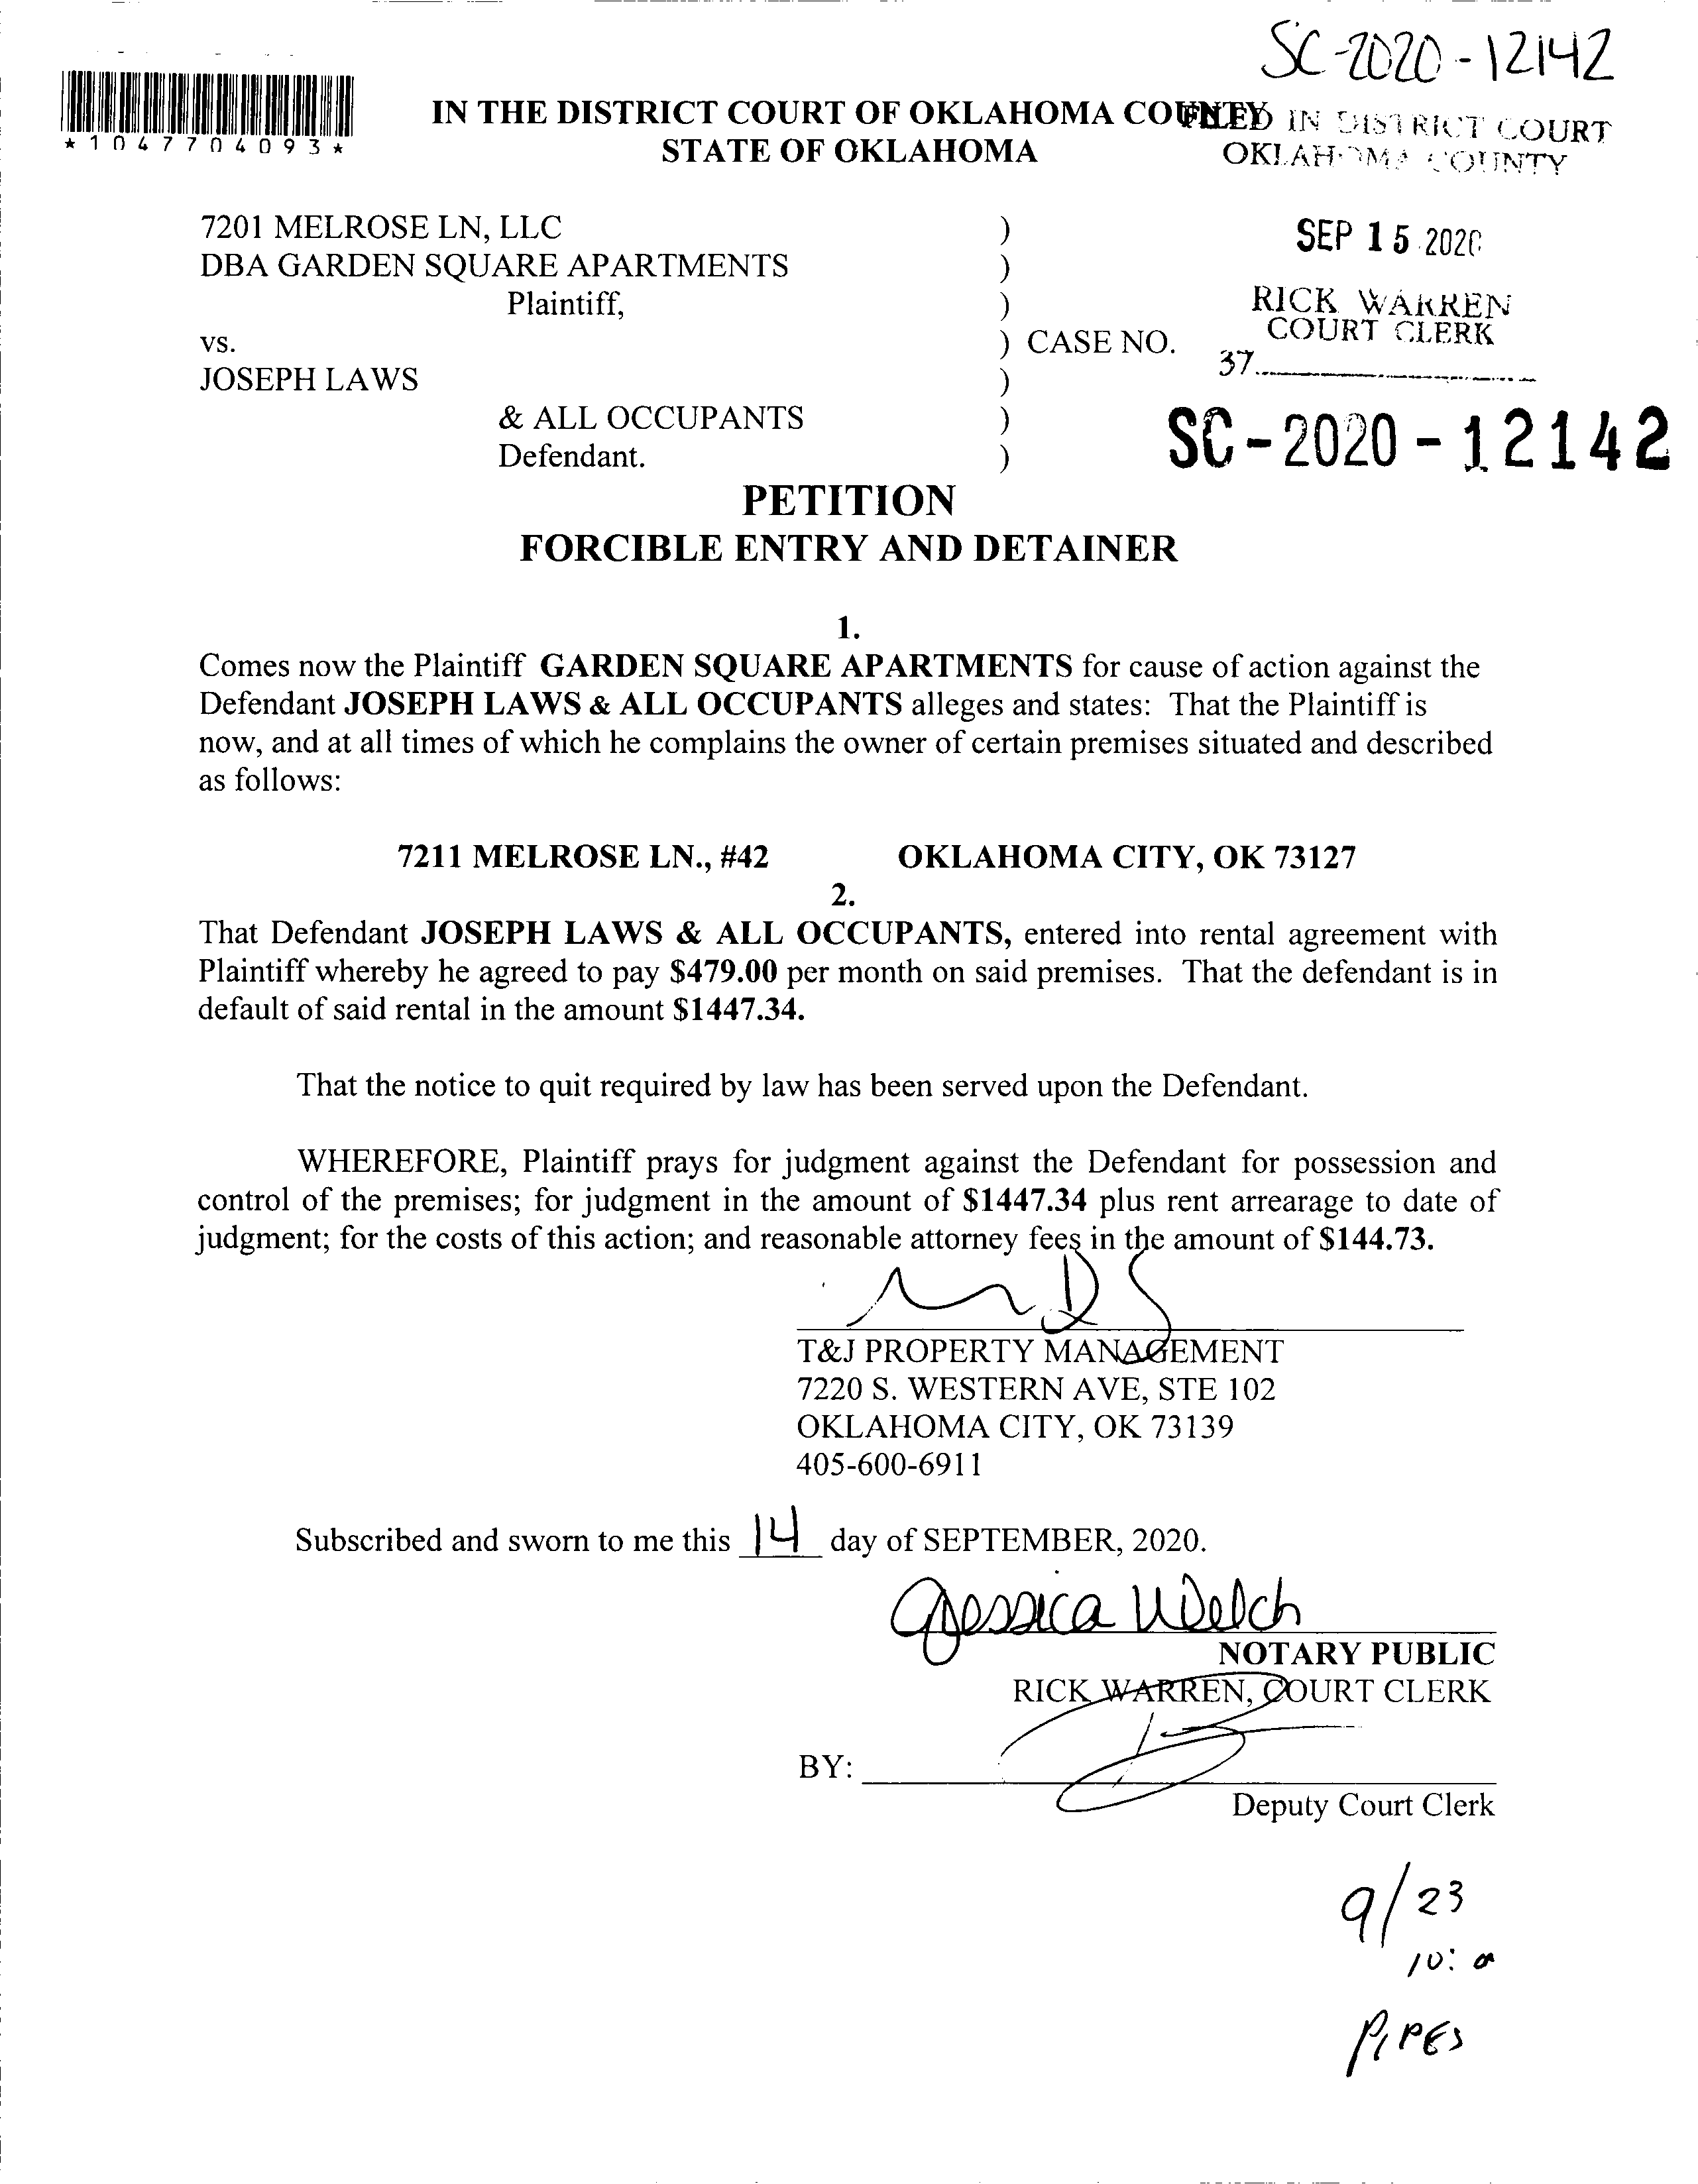 SC-2020-12142
*1047704093*
IN THE DISTRICT COURT OF OKLAHOMA COUNTY
STATE OF OKLAHOMA
FILED IN DISTRICT COURT
OKLAHOMA COUNTY
7201 MELROSE LN, LLC )
DBA GARDEN SQUARE APARTMENTS )
Plaintiff, )
vs. ) CASE NO.
JOSEPH LAWS )
& ALL OCCUPANTS )
Defendant. )
SEP 15 2020
RICK WARREN
COURT CLERK
37
SC-2020-12142
PETITION
FORCIBLE ENTRY AND DETAINER
1.
Comes now the Plaintiff GARDEN SQUARE APARTMENTS for cause of action against the
Defendant JOSEPH LAWS & ALL OCCUPANTS alleges and states: That the Plaintiff is
now, and at all times of which he complains the owner of certain premises situated and described
as follows:
7211 MELROSE LN., #42 OKLAHOMA CITY, OK 73127
2.
That Defendant JOSEPH LAWS & ALL OCCUPANTS, entered into rental agreement with
Plaintiff whereby he agreed to pay $479.00 per month on said premises. That the defendant is in
default of said rental in the amount $1447.34.
That the notice to quit required by law has been served upon the Defendant.
WHEREFORE, Plaintiff prays for judgment against the Defendant for possession and
control of the premises; for judgment in the amount of $1447.34 plus rent arrearage to date of
judgment; for the costs of this action; and reasonable attorney fees in the amount of $144.73.
T&J PROPERTY MANAGEMENT
7220 S. WESTERN AVE, STE 102
OKLAHOMA CITY, OK 73139
405-600-6911
Subscribed and sworn to me this 14 day of SEPTEMBER, 2020.
Jessica Welch
NOTARY PUBLIC
RICK WARREN, COURT CLERK
BY:
Deputy Court Clerk
9/23
10: a
PIPES